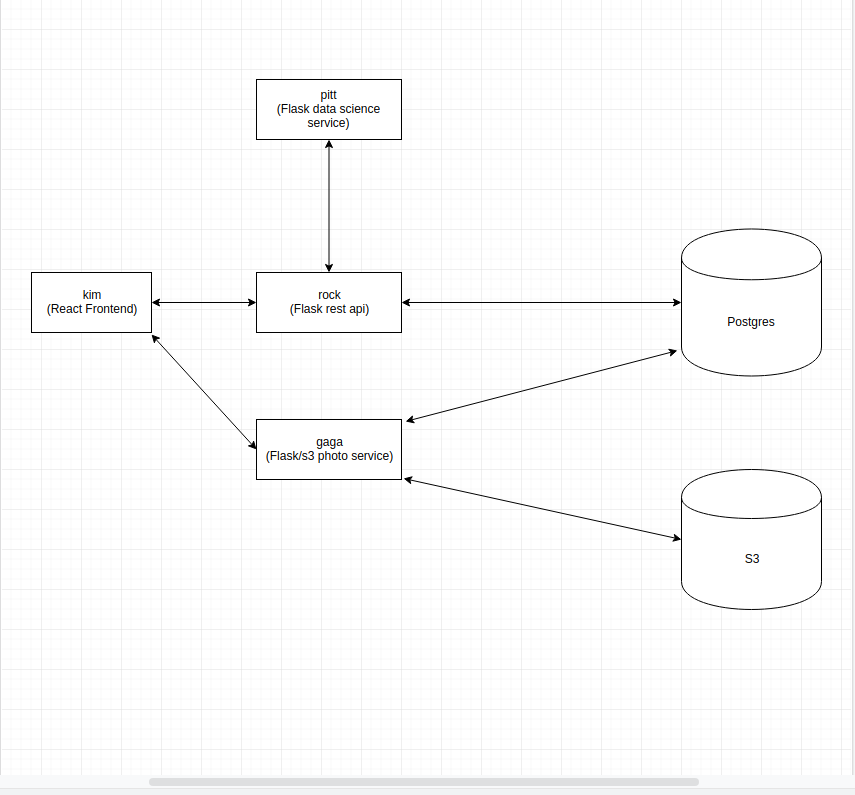 pitt
(Flask data science
service)
kim
(React Frontend)
rock
(Flask rest api)
Postgres
gaga
(Flask/s3 photo service)
S3